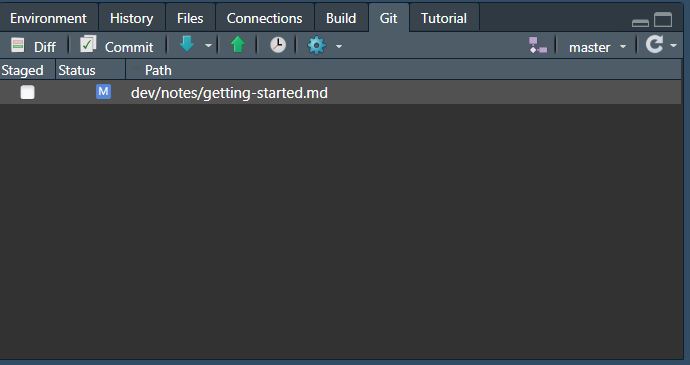 Environment History Files Connections Build Git Tutorial
Diff Commit master
Staged Status Path
M dev/notes/getting-started.md